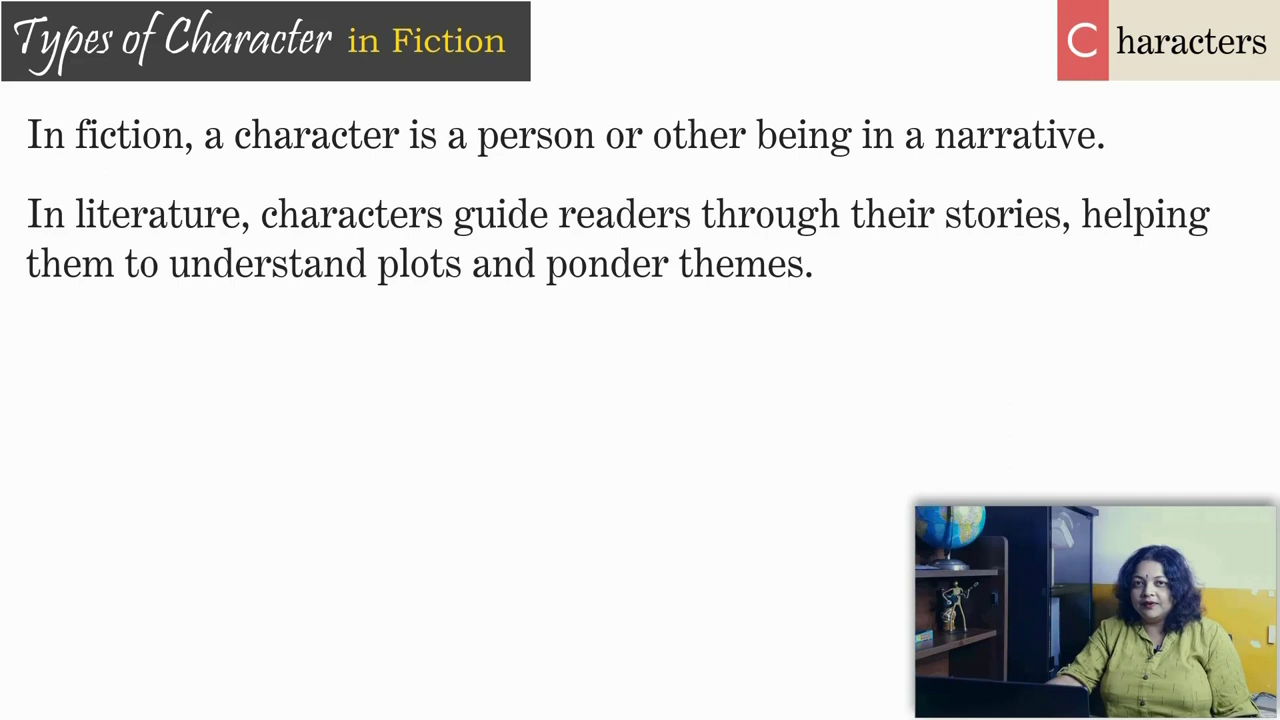 Types of Character in Fiction
Characters
In fiction, a character is a person or other being in a narrative.
In literature, characters guide readers through their stories, helping
them to understand plots and ponder themes.